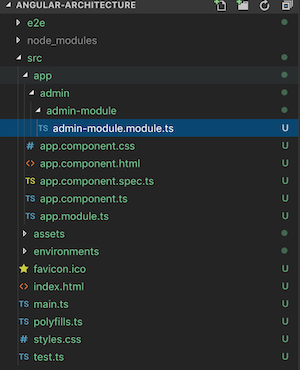 ANGULAR-ARCHITECTURE
e2e
node_modules
src
app
admin
admin-module
TS admin-module.module.ts U
# app.component.css U
<> app.component.html U
TS app.component.spec.ts U
TS app.component.ts U
TS app.module.ts U
assets
environments
favicon.ico U
<> index.html U
TS main.ts U
TS polyfills.ts U
# styles.css U
TS test.ts U